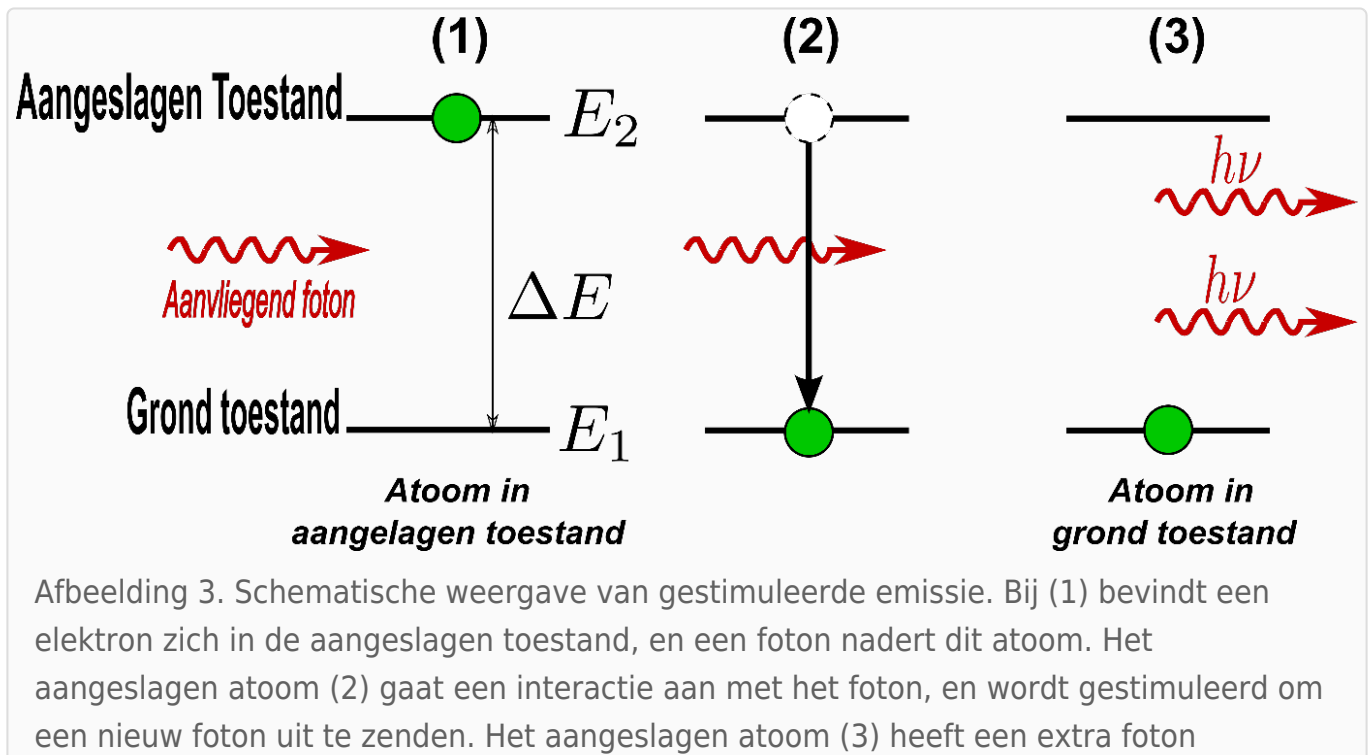 (1) (2) (3)
Aangeslagen Toestand E₂
hν
Aanvliegend foton ΔE hν
Grond toestand E₁
Atoom in
aangelagen toestand
Atoom in
grond toestand
Afbeelding 3. Schematische weergave van gestimuleerde emissie. Bij (1) bevindt een
elektron zich in de aangeslagen toestand, en een foton nadert dit atoom. Het
aangeslagen atoom (2) gaat een interactie aan met het foton, en wordt gestimuleerd om
een nieuw foton uit te zenden. Het aangeslagen atoom (3) heeft een extra foton